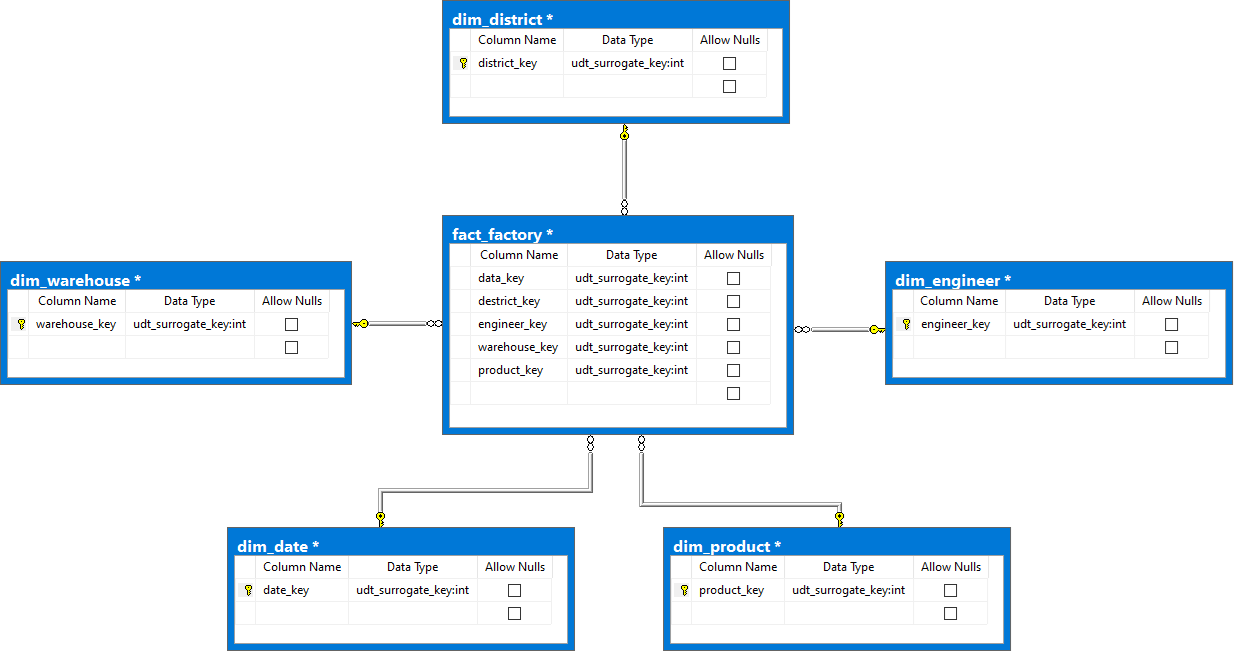 dim_district *
Column Name Data Type Allow Nulls
district_key udt_surrogate_key:int
fact_factory *
Column Name Data Type Allow Nulls
data_key udt_surrogate_key:int
destrict_key udt_surrogate_key:int
engineer_key udt_surrogate_key:int
warehouse_key udt_surrogate_key:int
product_key udt_surrogate_key:int
dim_warehouse *
Column Name Data Type Allow Nulls
warehouse_key udt_surrogate_key:int
dim_engineer *
Column Name Data Type Allow Nulls
engineer_key udt_surrogate_key:int
dim_date *
Column Name Data Type Allow Nulls
date_key udt_surrogate_key:int
dim_product *
Column Name Data Type Allow Nulls
product_key udt_surrogate_key:int